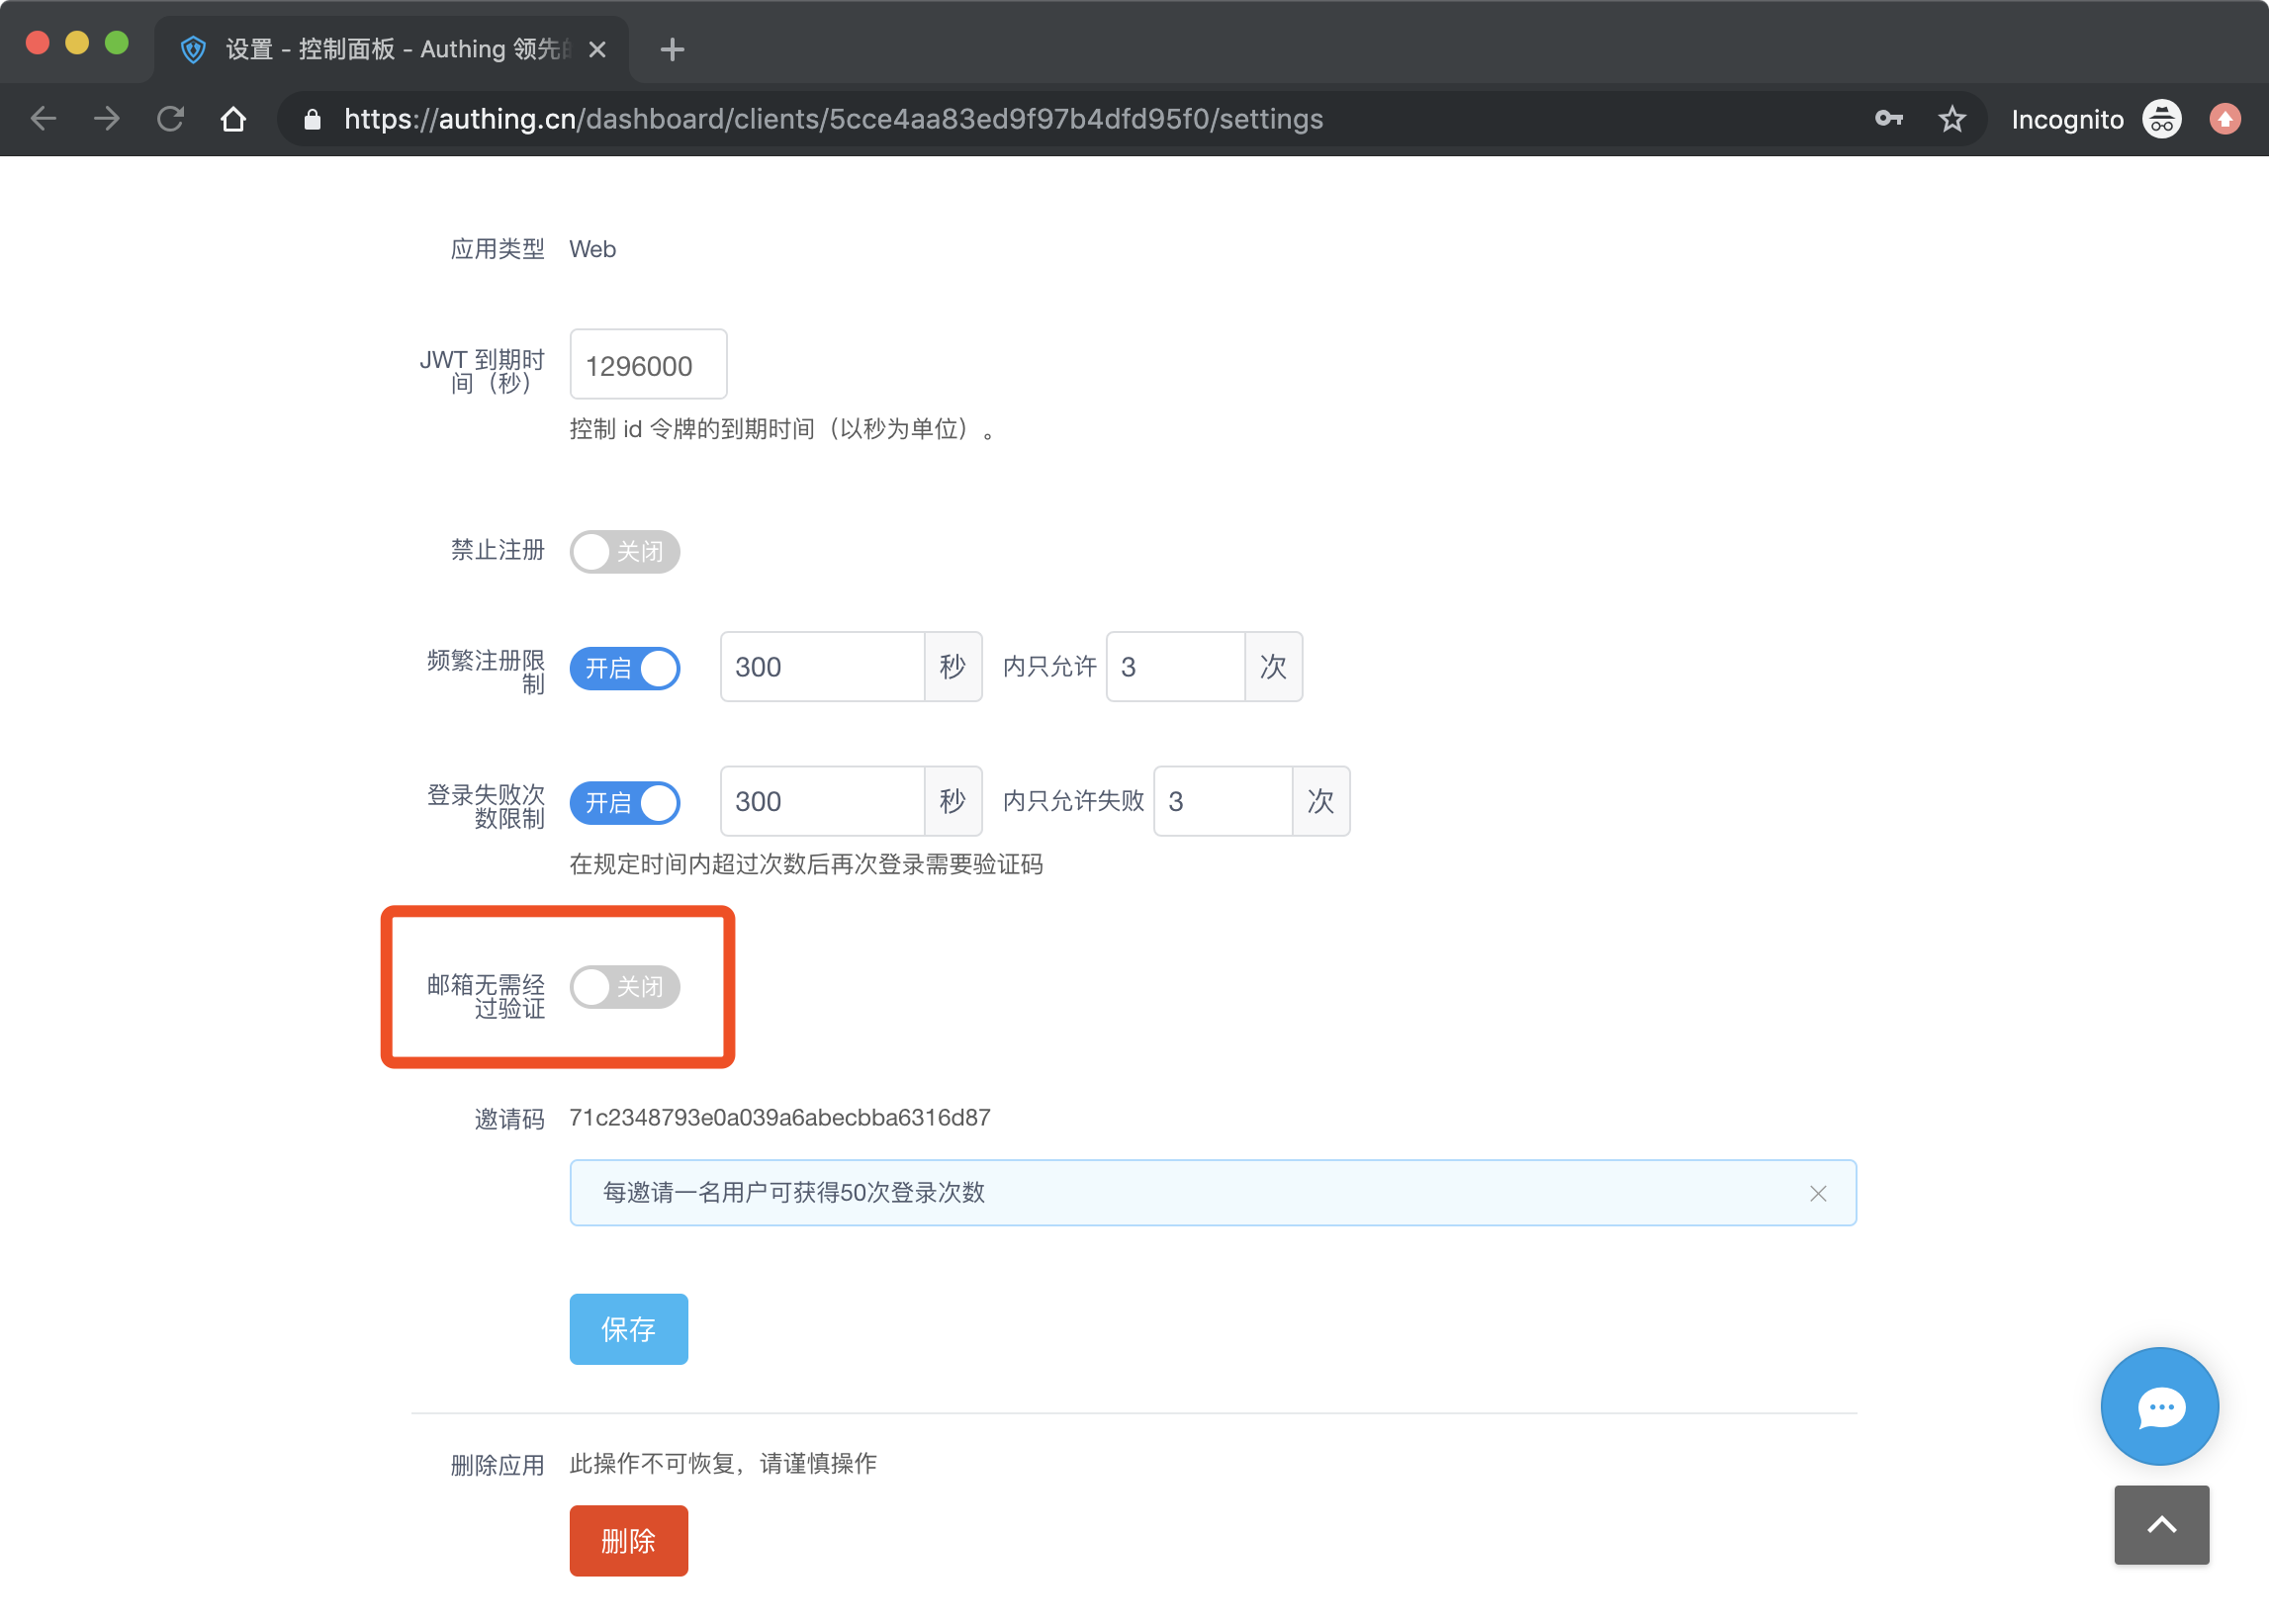 设置 - 控制面板 - Authing 领先
https://authing.cn/dashboard/clients/5cce4aa83ed9f97b4dfd95f0/settings
Incognito
应用类型 Web
JWT 到期时
间（秒）
1296000
控制 id 令牌的到期时间（以秒为单位）。
禁止注册 关闭
频繁注册限
制
开启 300 秒 内只允许 3 次
登录失败次
数限制
开启 300 秒 内只允许失败 3 次
在规定时间内超过次数后再次登录需要验证码
邮箱无需经
过验证
关闭
邀请码 71c2348793e0a039a6abecbba6316d87
每邀请一名用户可获得50次登录次数
保存
删除应用 此操作不可恢复，请谨慎操作
删除